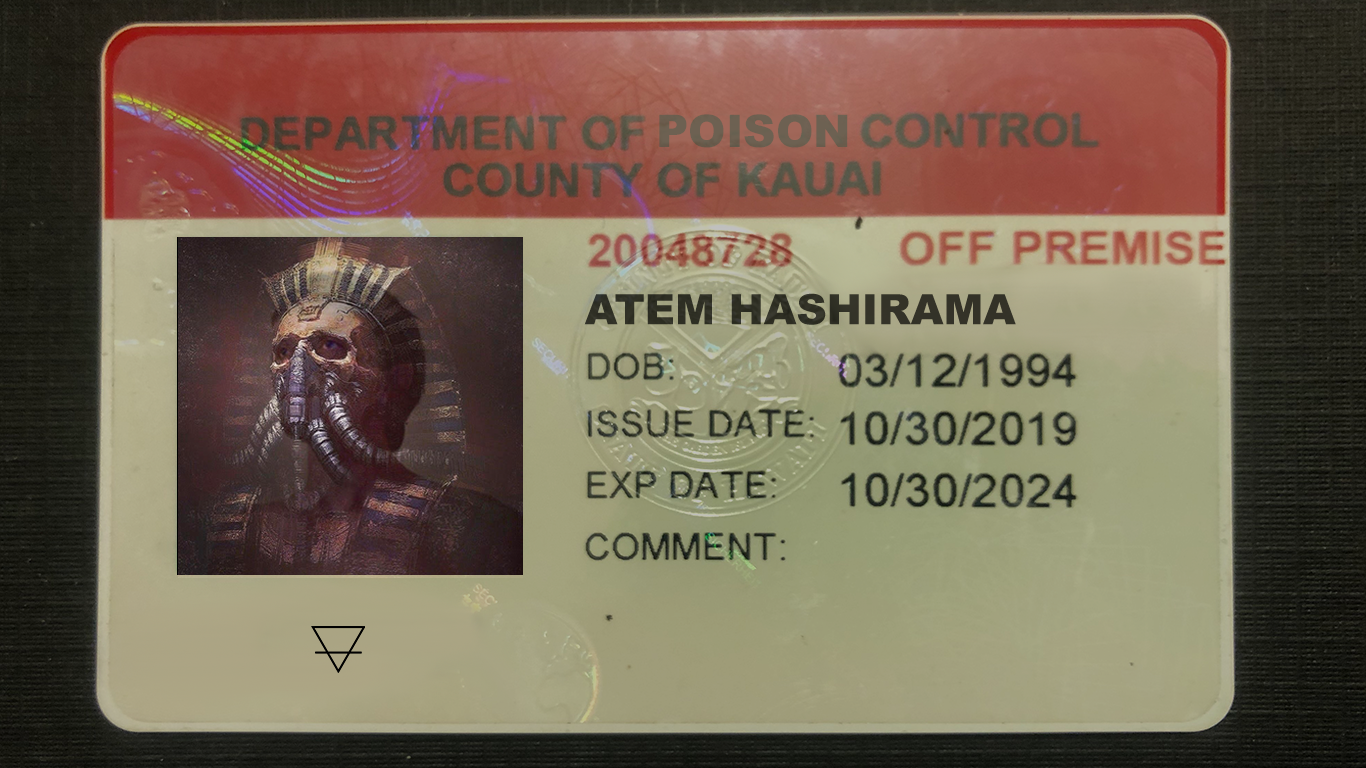 DEPARTMENT OF POISON CONTROL
COUNTY OF KAUAI
20048728 OFF PREMISE
ATEM HASHIRAMA
DOB: 03/12/1994
ISSUE DATE: 10/30/2019
EXP DATE: 10/30/2024
COMMENT: